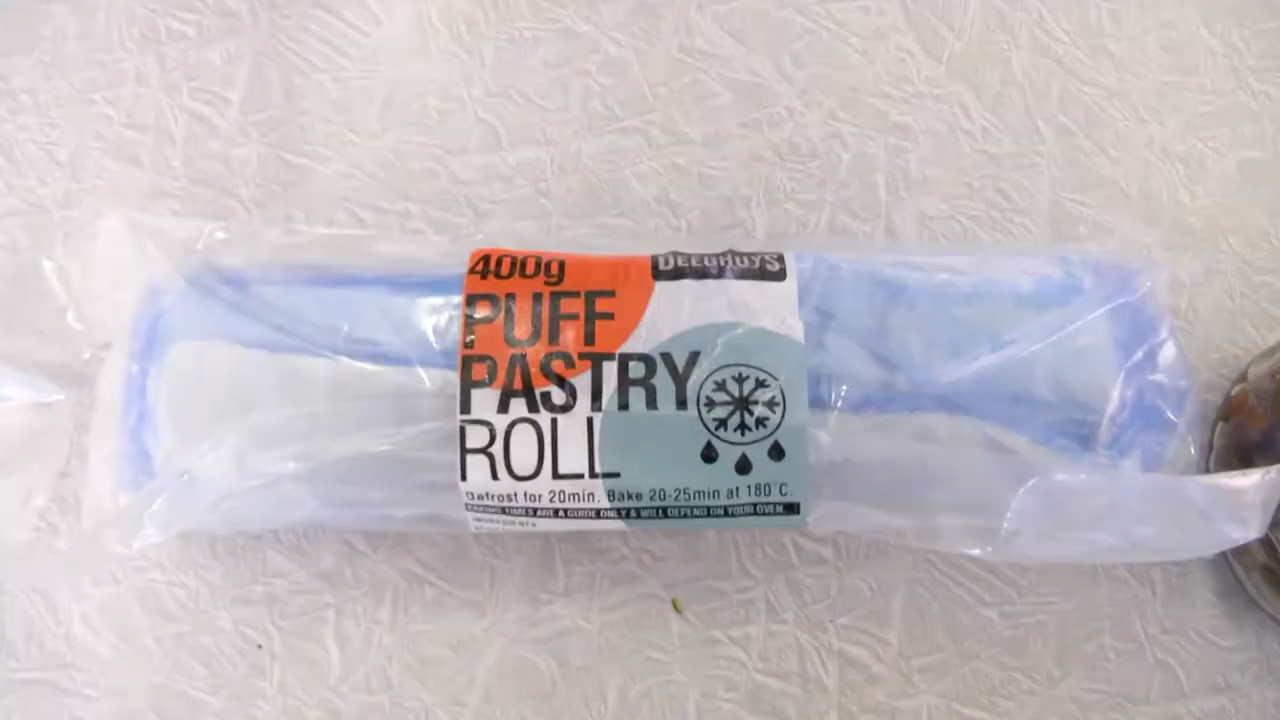 400g
DEEGHUYS
PUFF
PASTRY
ROLL
Defrost for 20min. Bake 20-25min at 180°C.
BAKING TIMES ARE A GUIDE ONLY & WILL DEPEND ON YOUR OVEN.